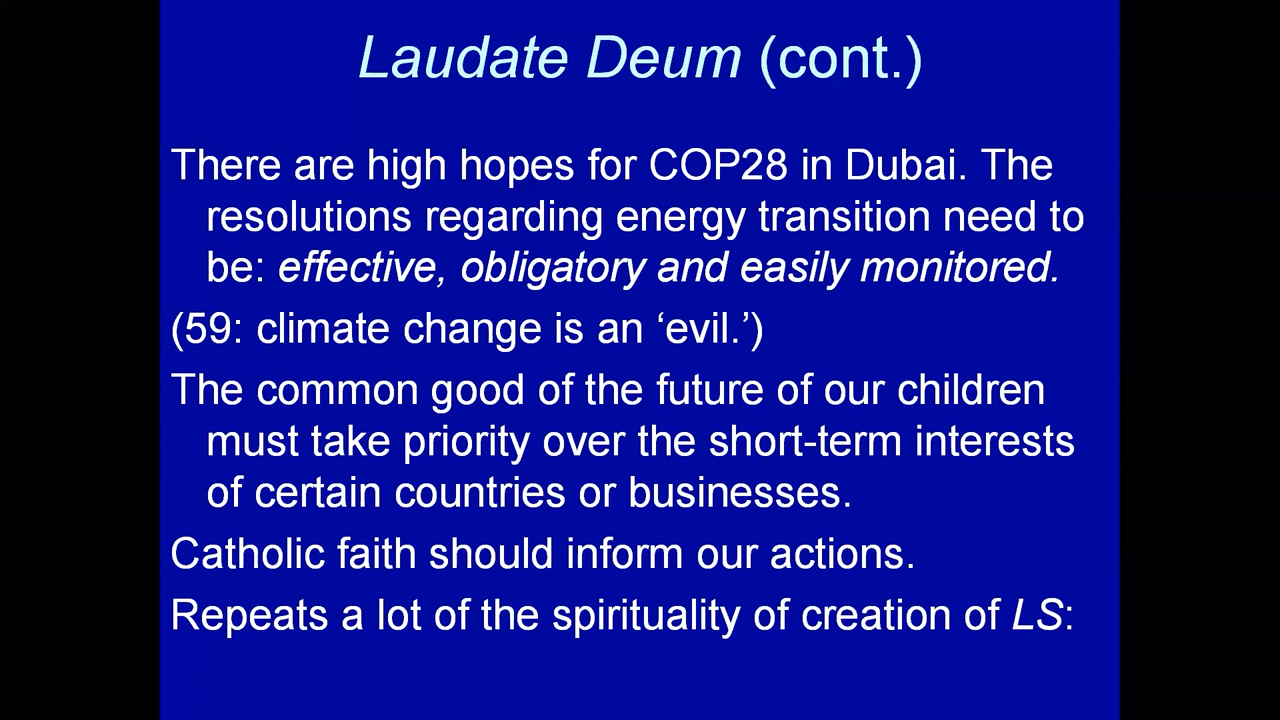 Laudate Deum (cont.)
There are high hopes for COP28 in Dubai. The
resolutions regarding energy transition need to
be: effective, obligatory and easily monitored.
(59: climate change is an ‘evil.’)
The common good of the future of our children
must take priority over the short-term interests
of certain countries or businesses.
Catholic faith should inform our actions.
Repeats a lot of the spirituality of creation of LS: